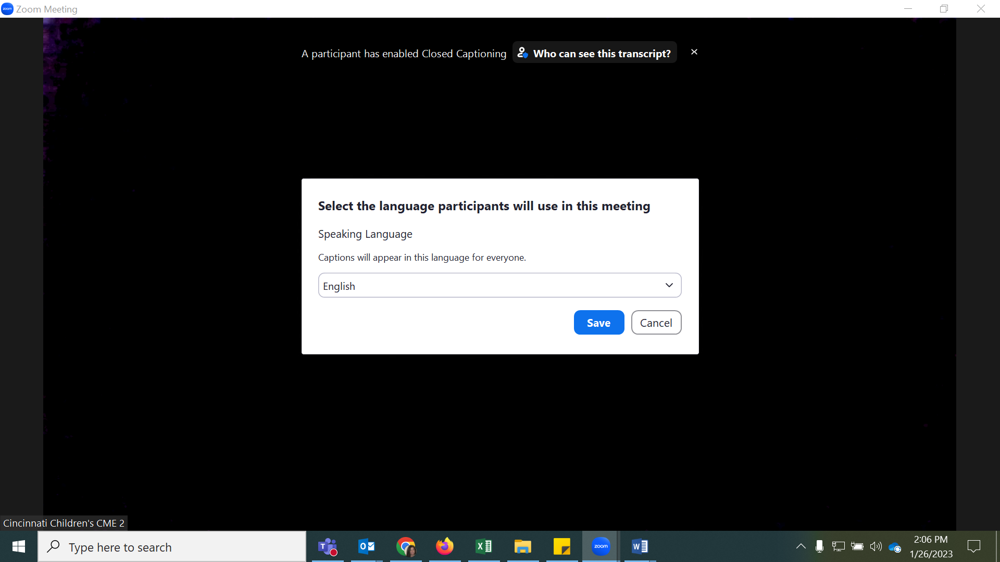 zoom Zoom Meeting
A participant has enabled Closed Captioning Who can see this transcript?
Select the language participants will use in this meeting
Speaking Language
Captions will appear in this language for everyone.
English
Save Cancel
Cincinnati Children's CME 2
Type here to search
T O X zoom W
2:06 PM
1/26/2023